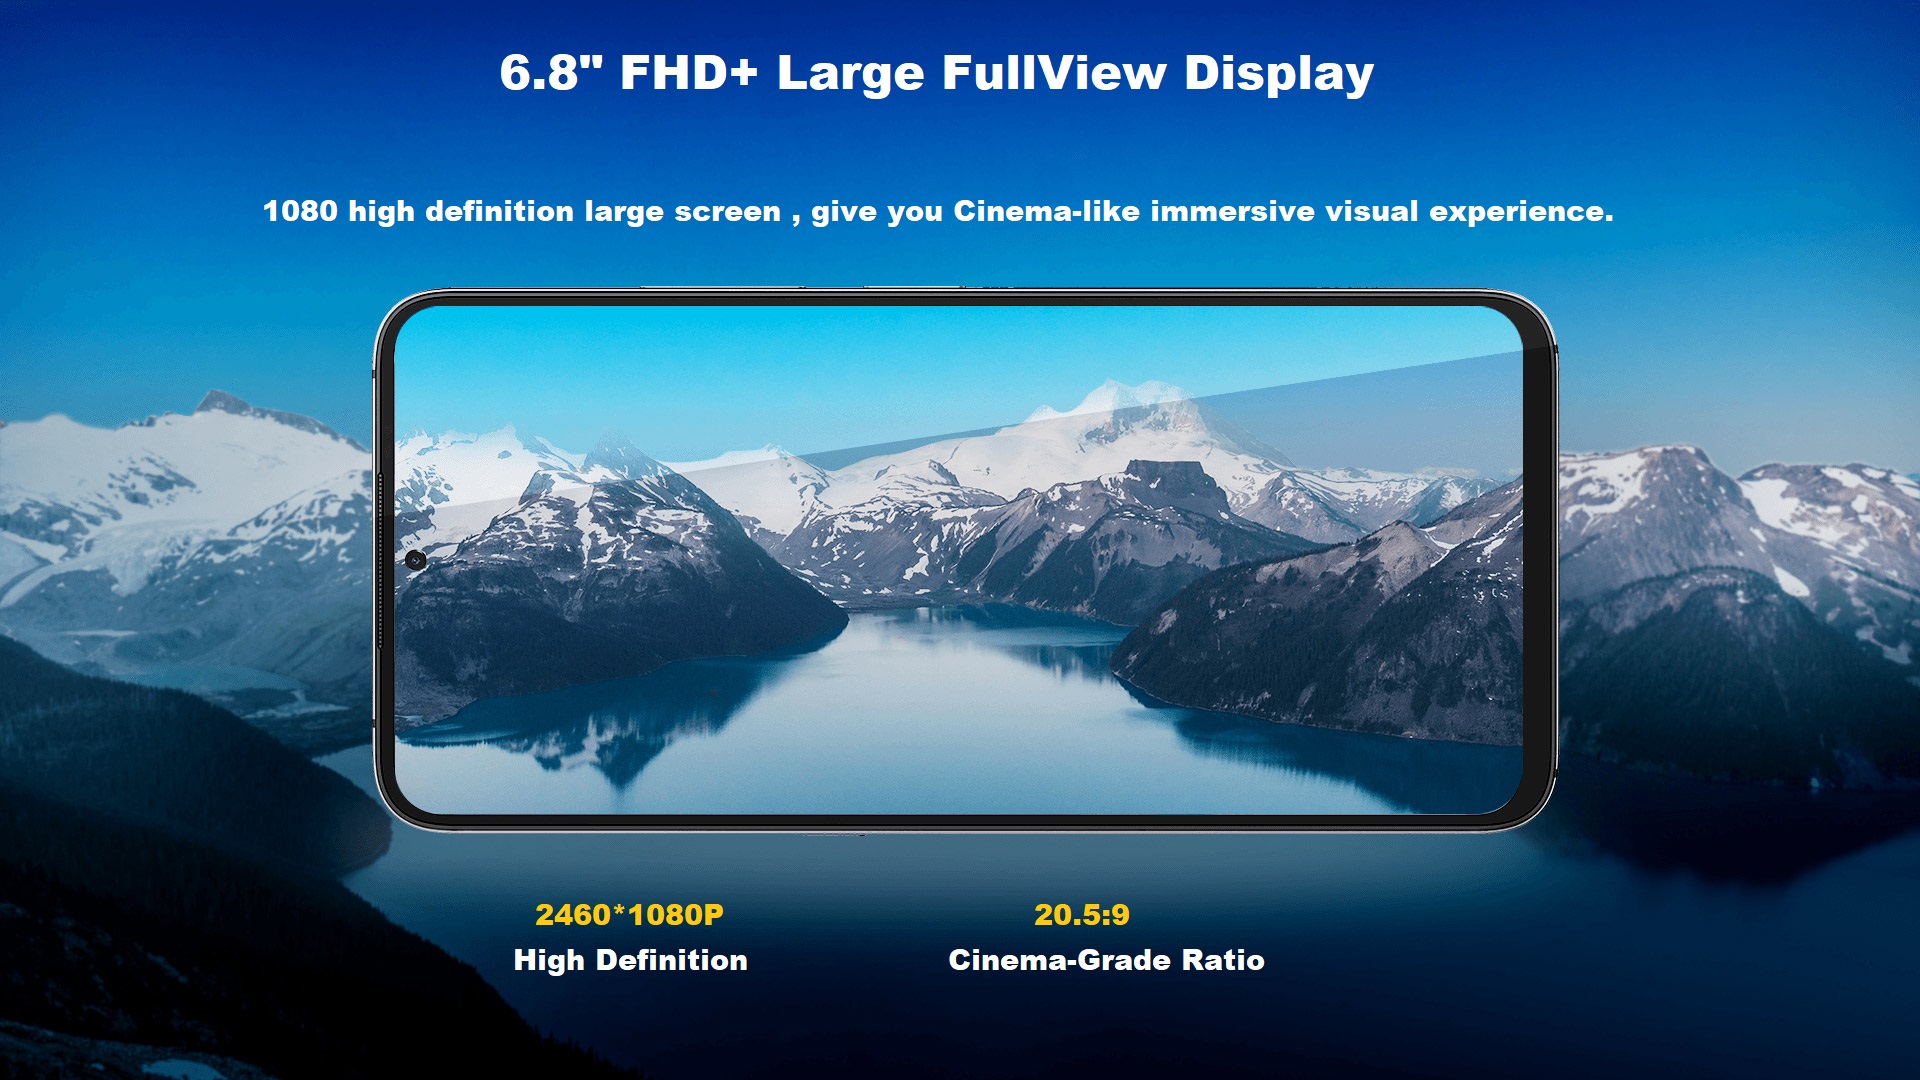 6.8" FHD+ Large FullView Display
1080 high definition large screen , give you Cinema-like immersive visual experience.
2460*1080P
High Definition
20.5:9
Cinema-Grade Ratio